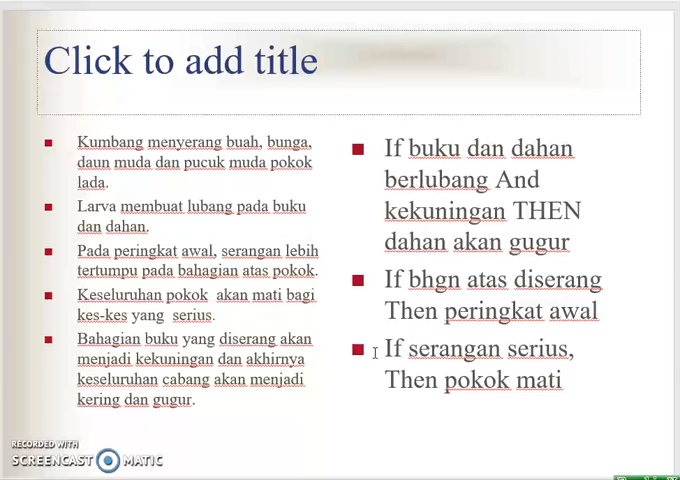 Click to add title
Kumbang menyerang buah, bunga,
daun muda dan pucuk muda pokok
lada.
Larva membuat lubang pada buku
dan dahan.
Pada peringkat awal, serangan lebih
tertumpu pada bahagian atas pokok.
Keseluruhan pokok akan mati bagi
kes-kes yang serius.
Bahagian buku yang diserang akan
menjadi kekuningan dan akhirnya
keseluruhan cabang akan menjadi
kering dan gugur.
If buku dan dahan
berlubang And
kekuningan THEN
dahan akan gugur
If bhgn atas diserang
Then peringkat awal
If serangan serius,
Then pokok mati
RECORDED WITH
SCREENCAST MATIC